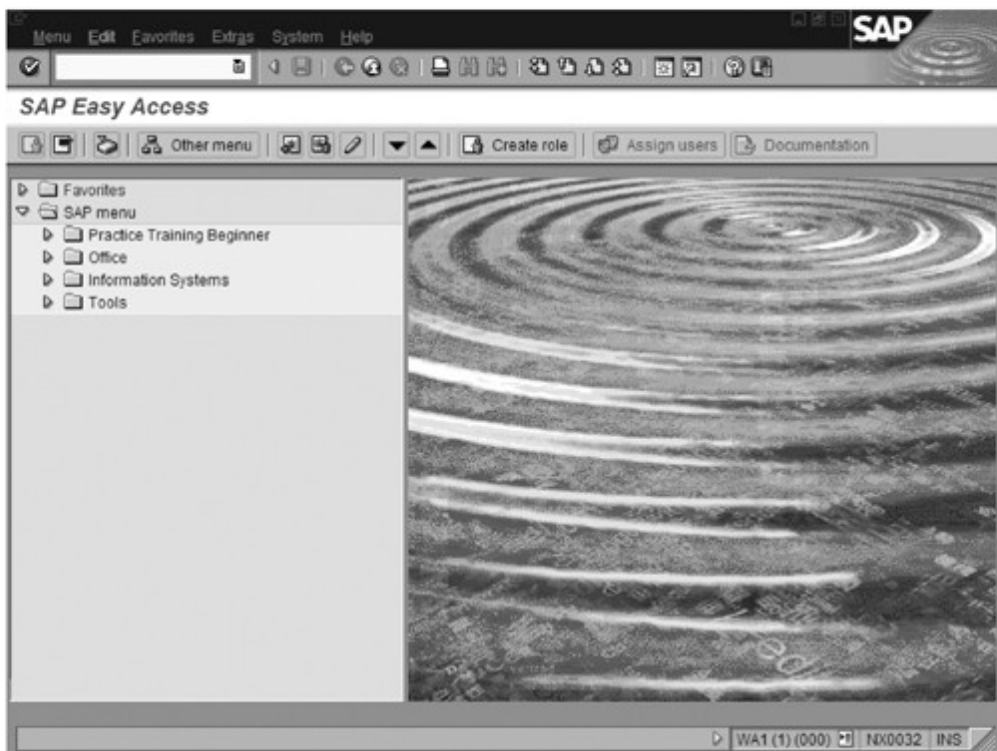 Menu Edit Favorites Extras System Help
SAP
SAP Easy Access
Other menu Create role Assign users Documentation
Favorites
SAP menu
Practice Training Beginner
Office
Information Systems
Tools
WA1 (1) (000) NX0032 INS